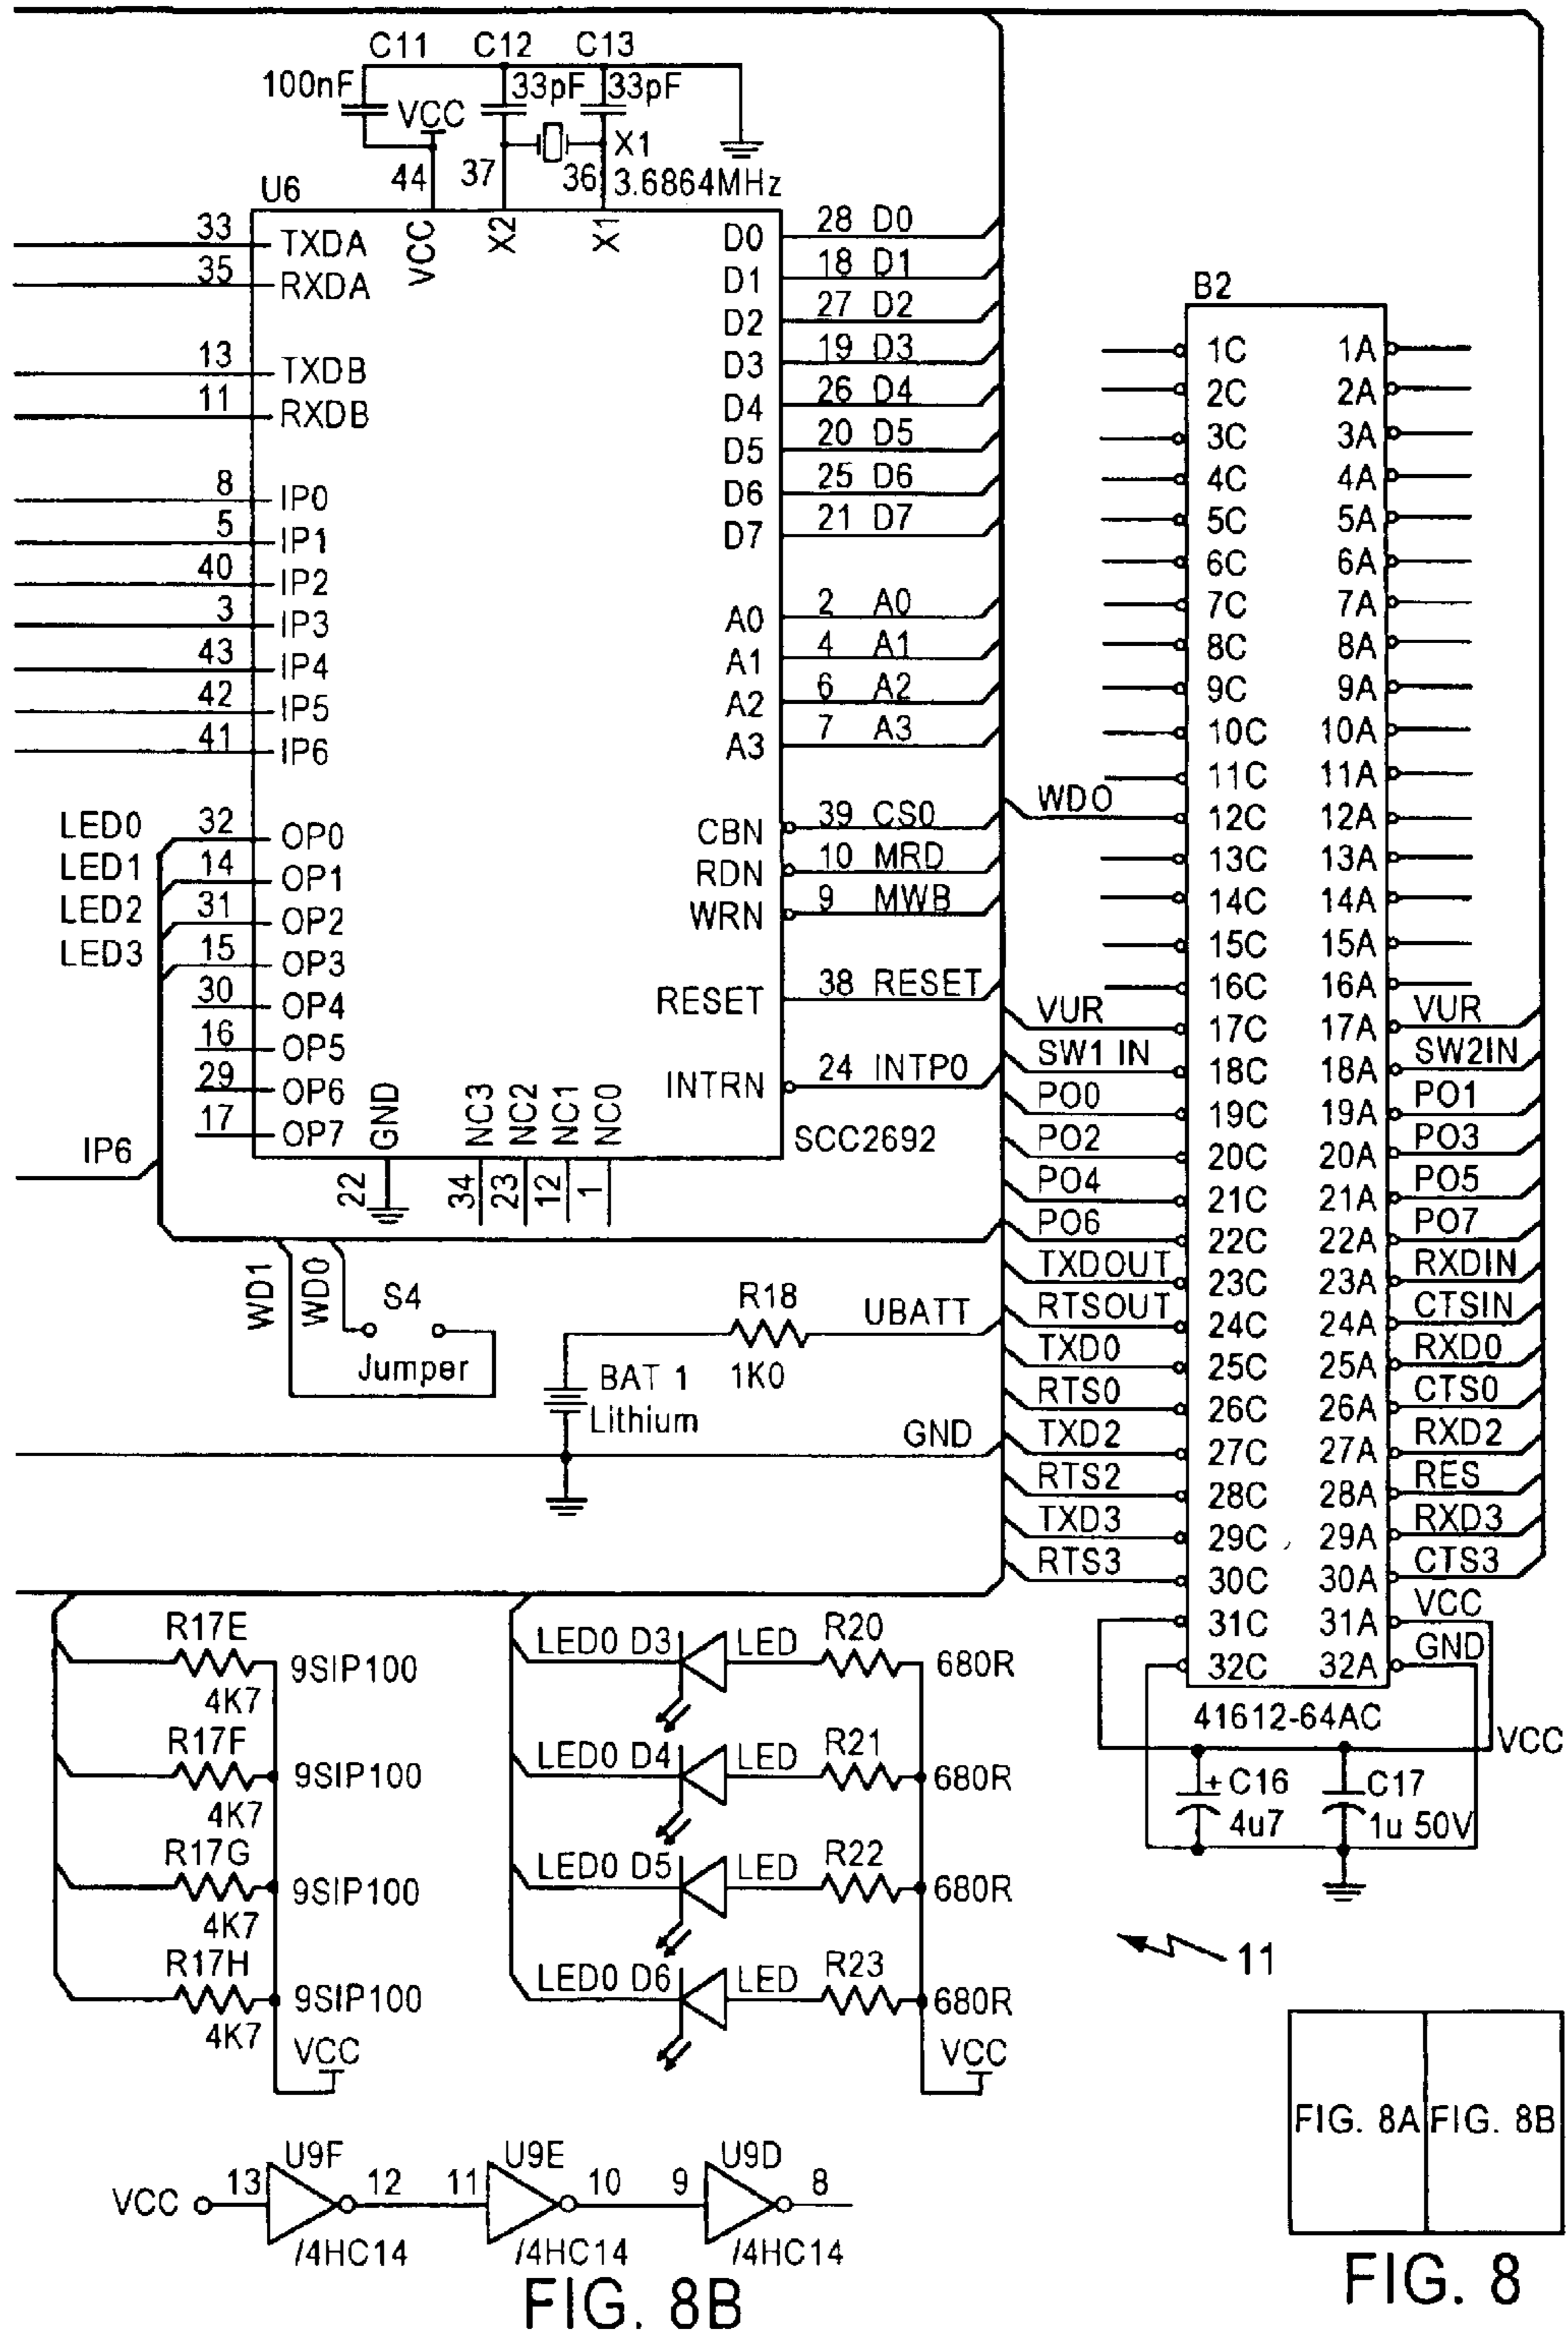 C11 C12 C13
100nF 33pF 33pF
VCC
X1
3.6864MHz
44 37 36
U6
VCC X2 X1
33 TXDA
35 RXDA
13 TXDB
11 RXDB
8 IP0
5 IP1
40 IP2
3 IP3
43 IP4
42 IP5
41 IP6
LED0 32 OP0
LED1 14 OP1
LED2 31 OP2
LED3 15 OP3
30 OP4
16 OP5
29 OP6
17 OP7
IP6
D0 28 D0
D1 18 D1
D2 27 D2
D3 19 D3
D4 26 D4
D5 20 D5
D6 25 D6
D7 21 D7
A0 2 A0
A1 4 A1
A2 6 A2
A3 7 A3
CBN 39 CS0
RDN 10 MRD
WRN 9 MWB
RESET 38 RESET
INTRN 24 INTP0
GND NC3 NC2 NC1 NC0
22 34 23 12 1
SCC2692
WD1 WD0
S4
Jumper
R18
1K0
UBATT
BAT 1
Lithium
GND
B2
1C 1A
2C 2A
3C 3A
4C 4A
5C 5A
6C 6A
7C 7A
8C 8A
9C 9A
10C 10A
11C 11A
WDO 12C 12A
13C 13A
14C 14A
15C 15A
16C 16A
VUR 17C 17A VUR
SW1 IN 18C 18A SW2IN
PO0 19C 19A PO1
PO2 20C 20A PO3
PO4 21C 21A PO5
PO6 22C 22A PO7
TXDOUT 23C 23A RXDIN
RTSOUT 24C 24A CTSIN
TXD0 25C 25A RXD0
RTS0 26C 26A CTS0
TXD2 27C 27A RXD2
RTS2 28C 28A RES
TXD3 29C 29A RXD3
RTS3 30C 30A CTS3
31C 31A VCC
32C 32A GND
41612-64AC
VCC
+ C16 C17
4u7 1u 50V
R17E
9SIP100
4K7
R17F
9SIP100
4K7
R17G
9SIP100
4K7
R17H
9SIP100
4K7
VCC
LED0 D3 LED R20
680R
LED0 D4 LED R21
680R
LED0 D5 LED R22
680R
LED0 D6 LED R23
680R
VCC
11
U9F U9E U9D
VCC 13 12 11 10 9 8
/4HC14 /4HC14 /4HC14
FIG. 8B
FIG. 8A FIG. 8B
FIG. 8